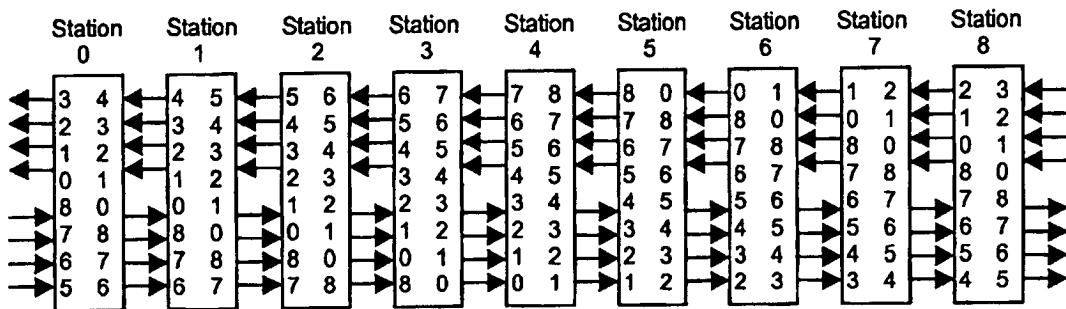 Station Station Station Station Station Station Station Station Station
0 1 2 3 4 5 6 7 8
3 4 4 5 5 6 6 7 7 8 8 0 0 1 1 2 2 3
2 3 3 4 4 5 5 6 6 7 7 8 8 0 0 1 1 2
1 2 2 3 3 4 4 5 5 6 6 7 7 8 8 0 0 1
0 1 1 2 2 3 3 4 4 5 5 6 6 7 7 8 8 0
8 0 0 1 1 2 2 3 3 4 4 5 5 6 6 7 7 8
7 8 8 0 0 1 1 2 2 3 3 4 4 5 5 6 6 7
6 7 7 8 8 0 0 1 1 2 2 3 3 4 4 5 5 6
5 6 6 7 7 8 8 0 0 1 1 2 2 3 3 4 4 5